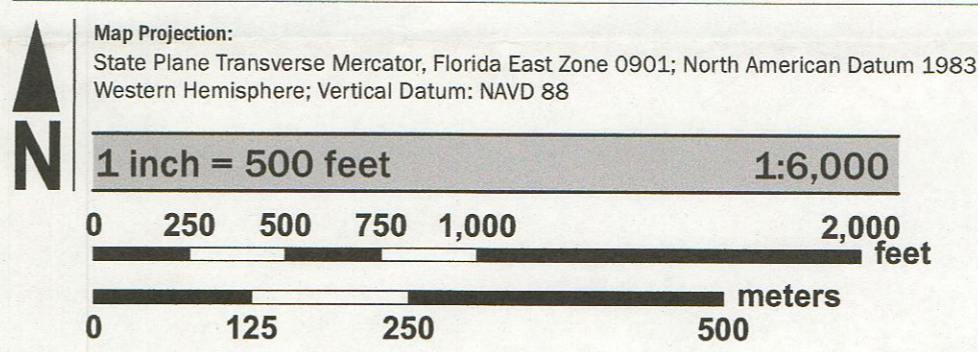 Map Projection:
State Plane Transverse Mercator, Florida East Zone 0901; North American Datum 1983
Western Hemisphere; Vertical Datum: NAVD 88
N
1 inch = 500 feet 1:6,000
0 250 500 750 1,000 2,000
feet
meters
0 125 250 500